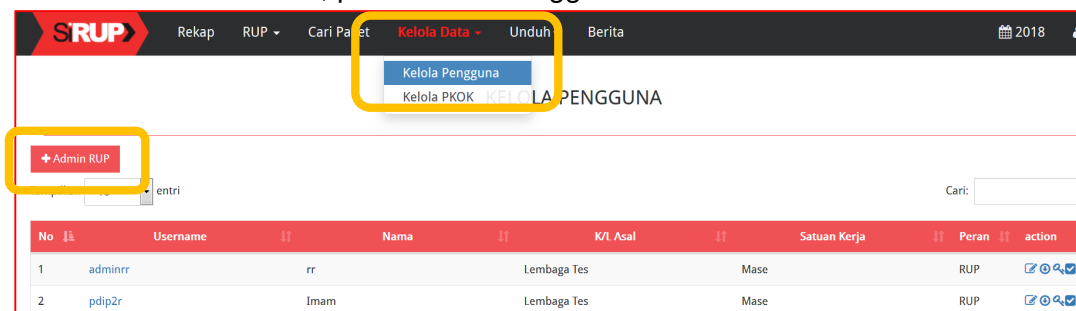 SiRUP Rekap RUP Cari Paket Kelola Data Unduh Berita 2018
Kelola Pengguna
Kelola PKOK
KELOLA PENGGUNA
+ Admin RUP
entri Cari:
No Username Nama K/L Asal Satuan Kerja Peran action
1 adminrr rr Lembaga Tes Mase RUP
2 pdip2r Imam Lembaga Tes Mase RUP